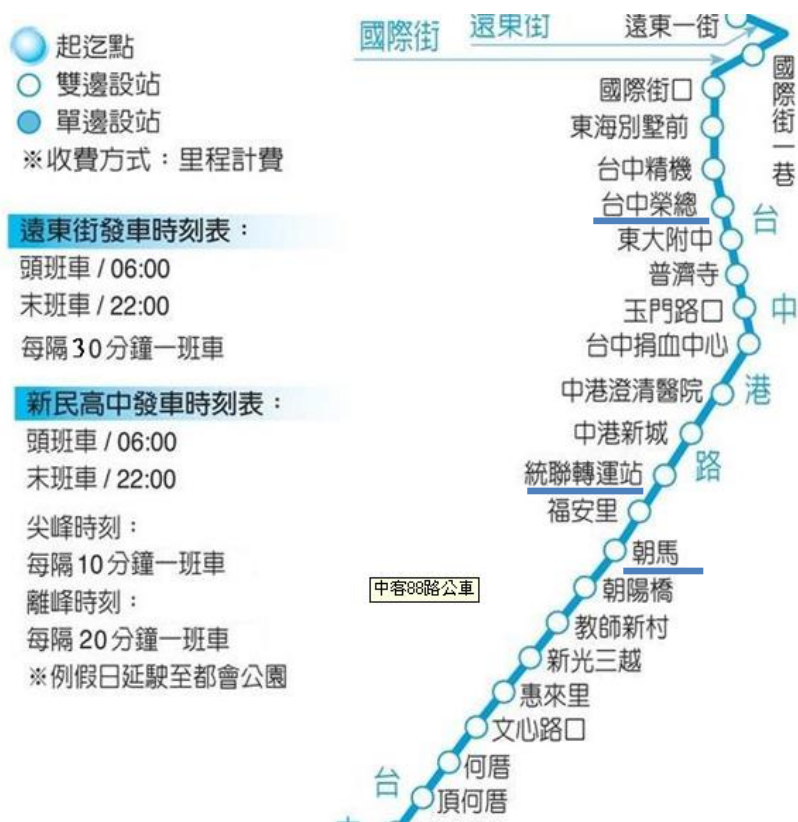 起迄點
雙邊設站
單邊設站
※收費方式：里程計費
遠東街發車時刻表：
頭班車 / 06:00
末班車 / 22:00
每隔30分鐘一班車
新民高中發車時刻表：
頭班車 / 06:00
末班車 / 22:00
尖峰時刻：
每隔10分鐘一班車
離峰時刻：
每隔20分鐘一班車
※例假日延駛至都會公園
國際街
遠東街
遠東一街
國際街一巷
國際街口
東海別墅前
台中精機
台中榮總
東大附中
普濟寺
玉門路口
台中捐血中心
中港澄清醫院
中港新城
統聯轉運站
福安里
朝馬
朝陽橋
教師新村
新光三越
惠來里
文心路口
何厝
頂何厝
台中港路
中客88路公車
台